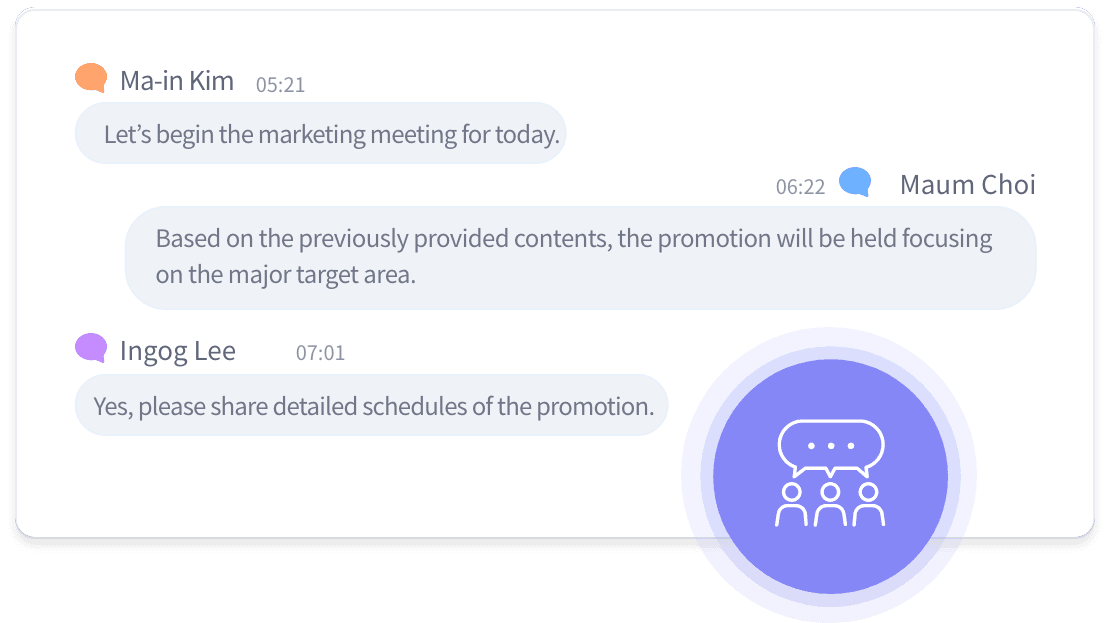 Ma-in Kim 05:21
Let’s begin the marketing meeting for today.
06:22 Maum Choi
Based on the previously provided contents, the promotion will be held focusing
on the major target area.
Ingog Lee 07:01
Yes, please share detailed schedules of the promotion.